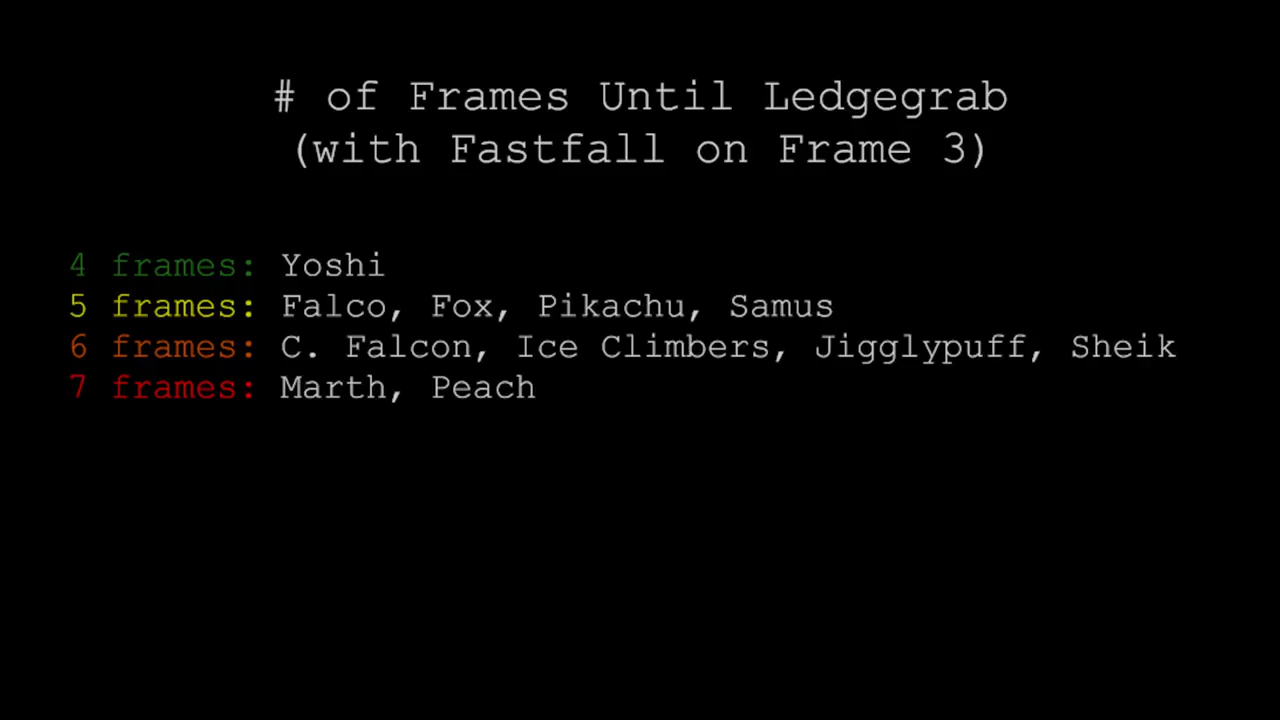 # of Frames Until Ledgegrab
(with Fastfall on Frame 3)
4 frames: Yoshi
5 frames: Falco, Fox, Pikachu, Samus
6 frames: C. Falcon, Ice Climbers, Jigglypuff, Sheik
7 frames: Marth, Peach